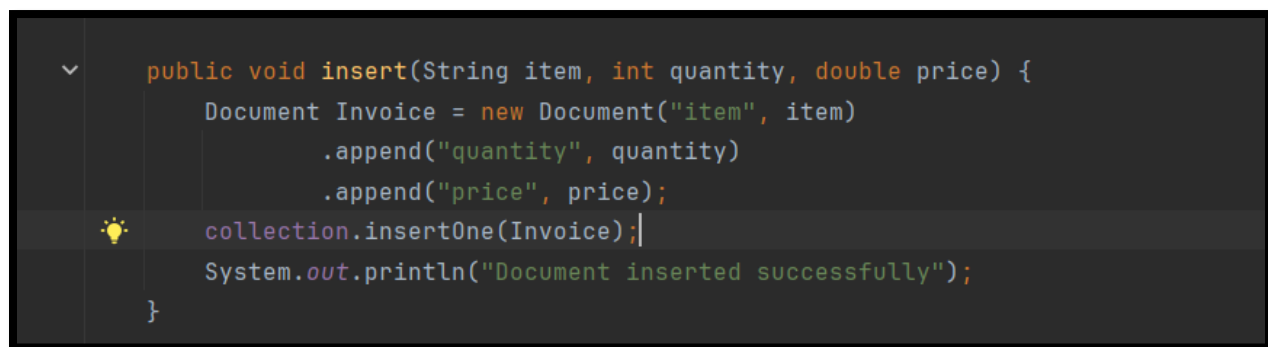 public void insert(String item, int quantity, double price) {
Document Invoice = new Document("item", item)
.append("quantity", quantity)
.append("price", price);
collection.insertOne(Invoice);
System.out.println("Document inserted successfully");
}